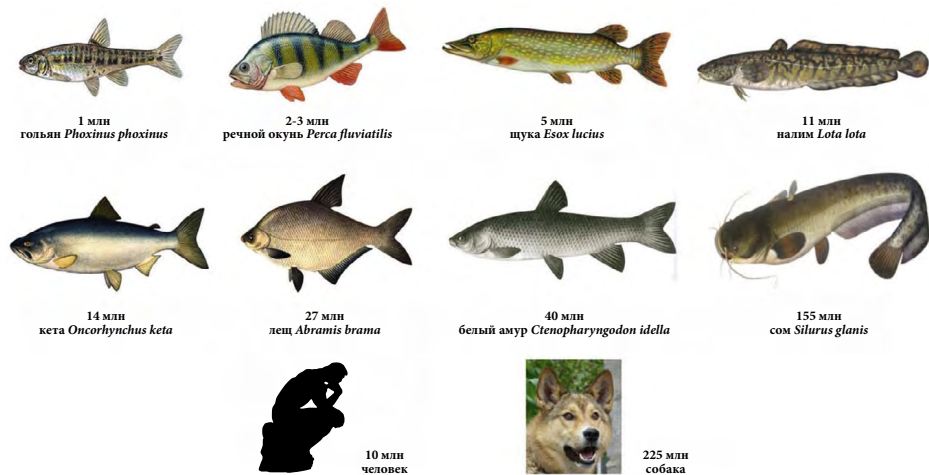 1 млн
гольян Phoxinus phoxinus
2-3 млн
речной окунь Perca fluviatilis
5 млн
щука Esox lucius
11 млн
налим Lota lota
14 млн
кета Oncorhynchus keta
27 млн
лещ Abramis brama
40 млн
белый амур Ctenopharyngodon idella
155 млн
сом Silurus glanis
10 млн
человек
225 млн
собака